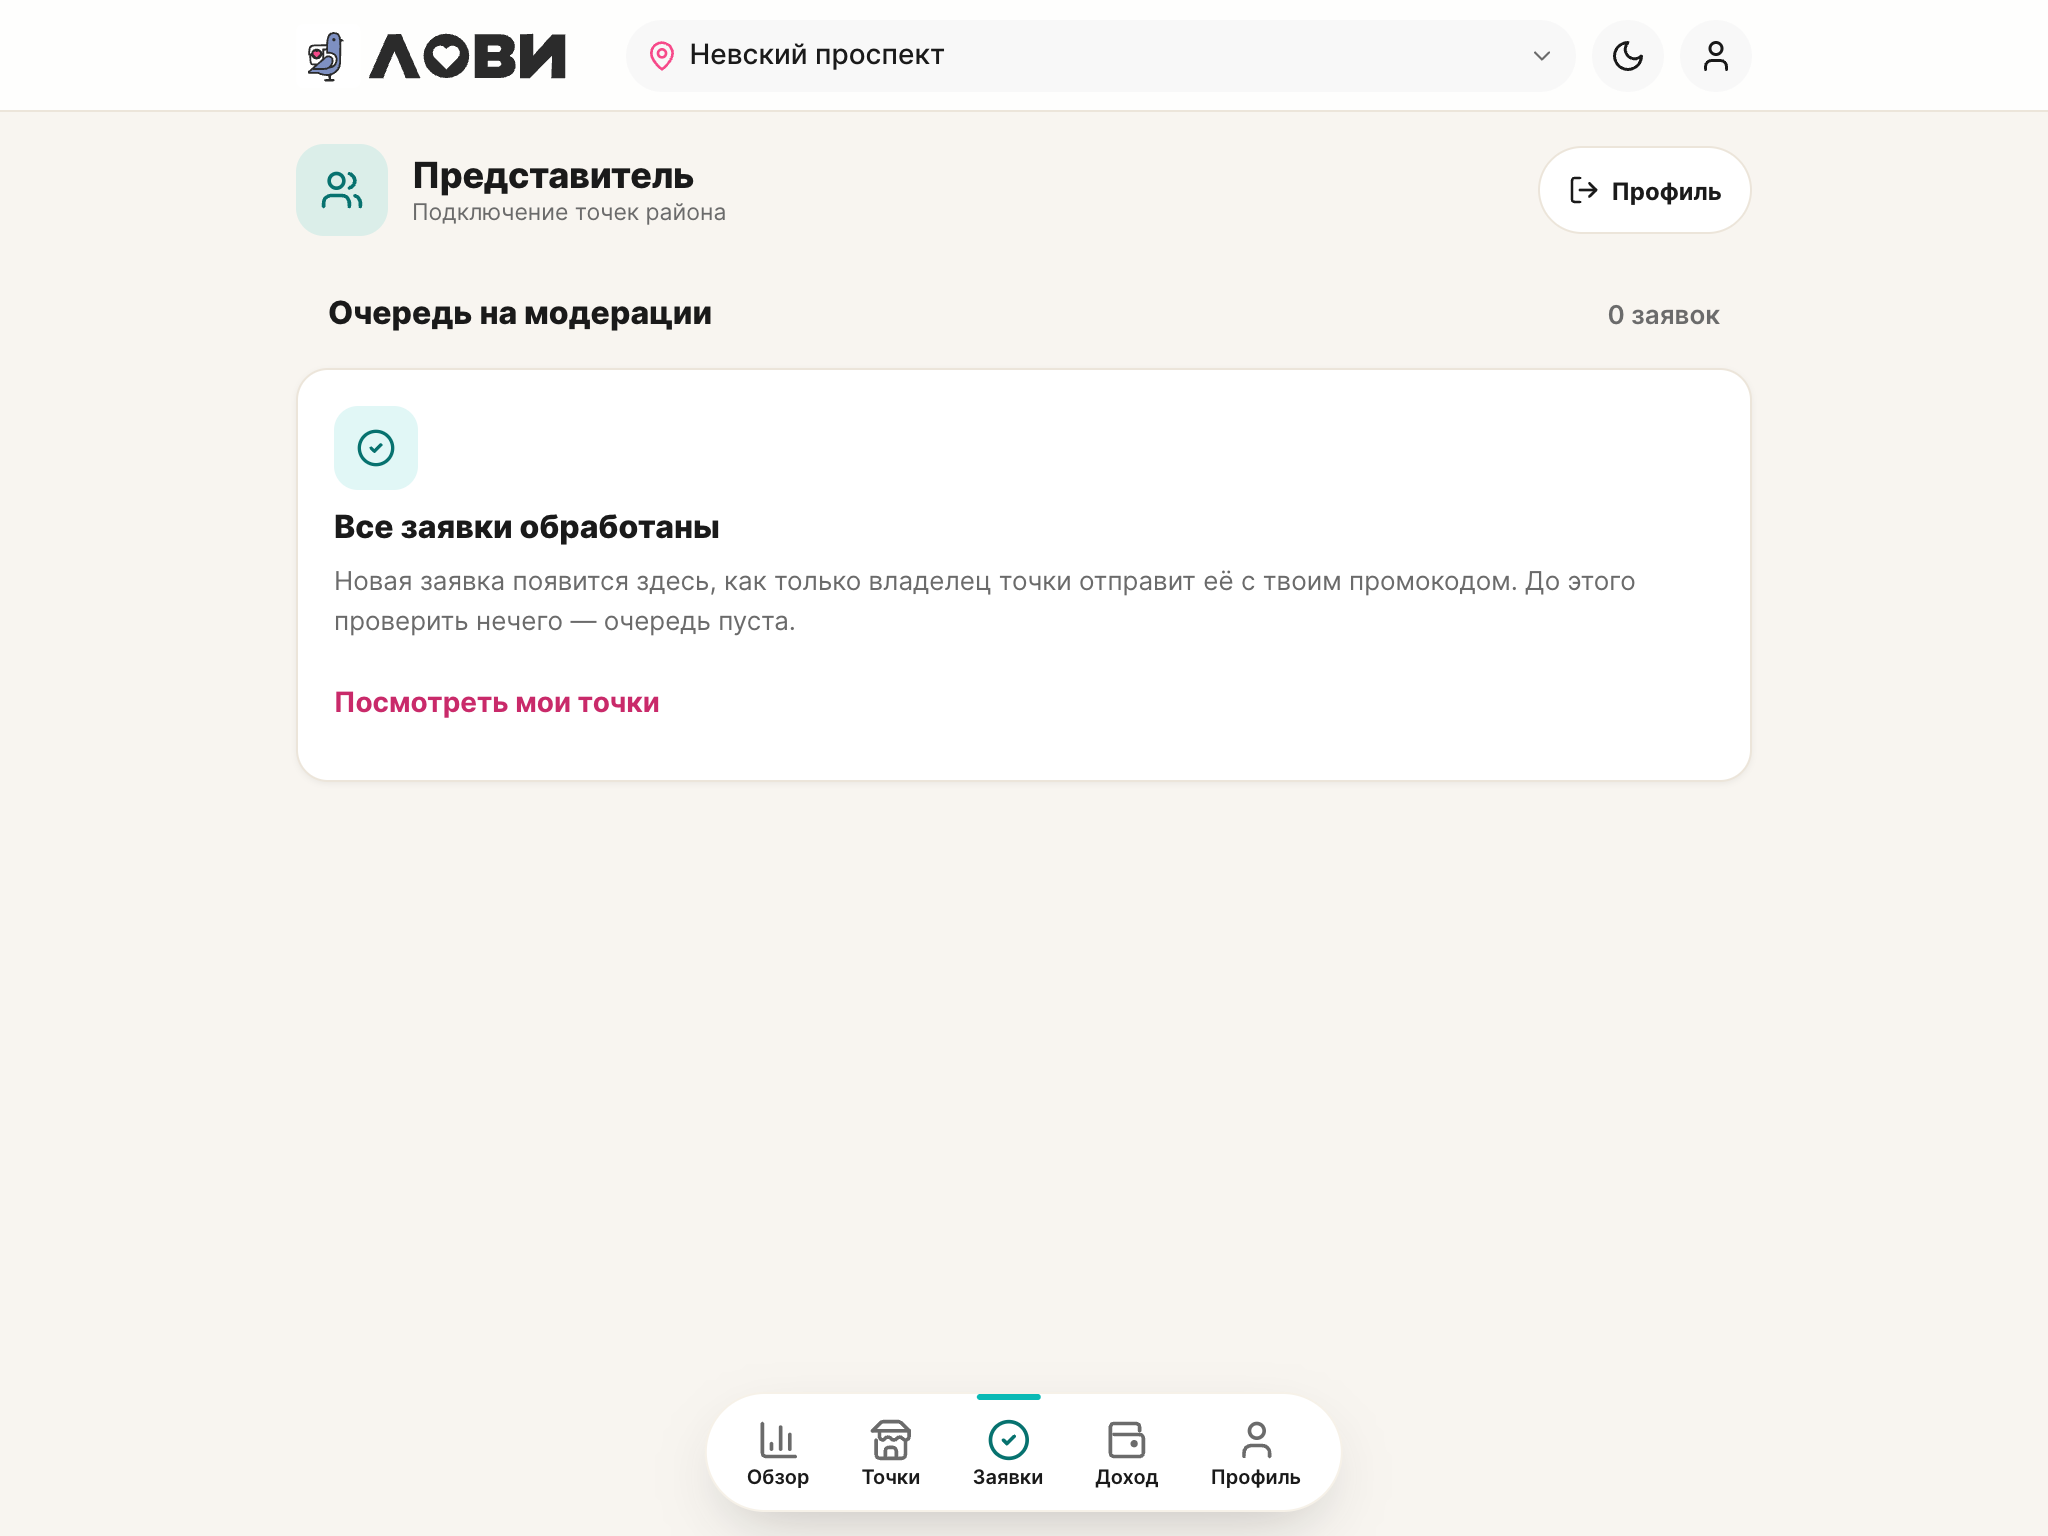 ЛОВИ
Невский проспект
Представитель
Подключение точек района
Профиль
Очередь на модерации
0 заявок
Все заявки обработаны
Новая заявка появится здесь, как только владелец точки отправит её с твоим промокодом. До этого
проверить нечего — очередь пуста.
Посмотреть мои точки
Обзор
Точки
Заявки
Доход
Профиль